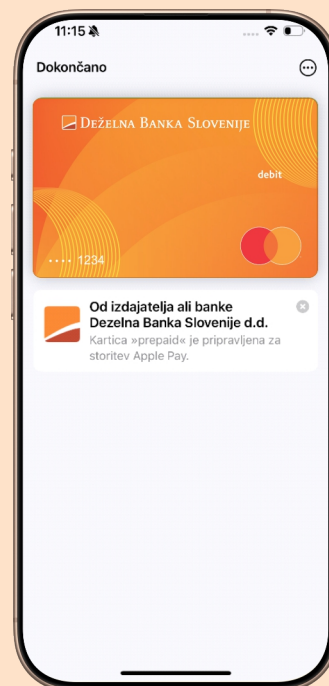 11:15
Dokončano
DEŽELNA BANKA SLOVENIJE
debit
•••• 1234
Od izdajatelja ali banke
Dezelna Banka Slovenije d.d.
Kartica »prepaid« je pripravljena za
storitev Apple Pay.